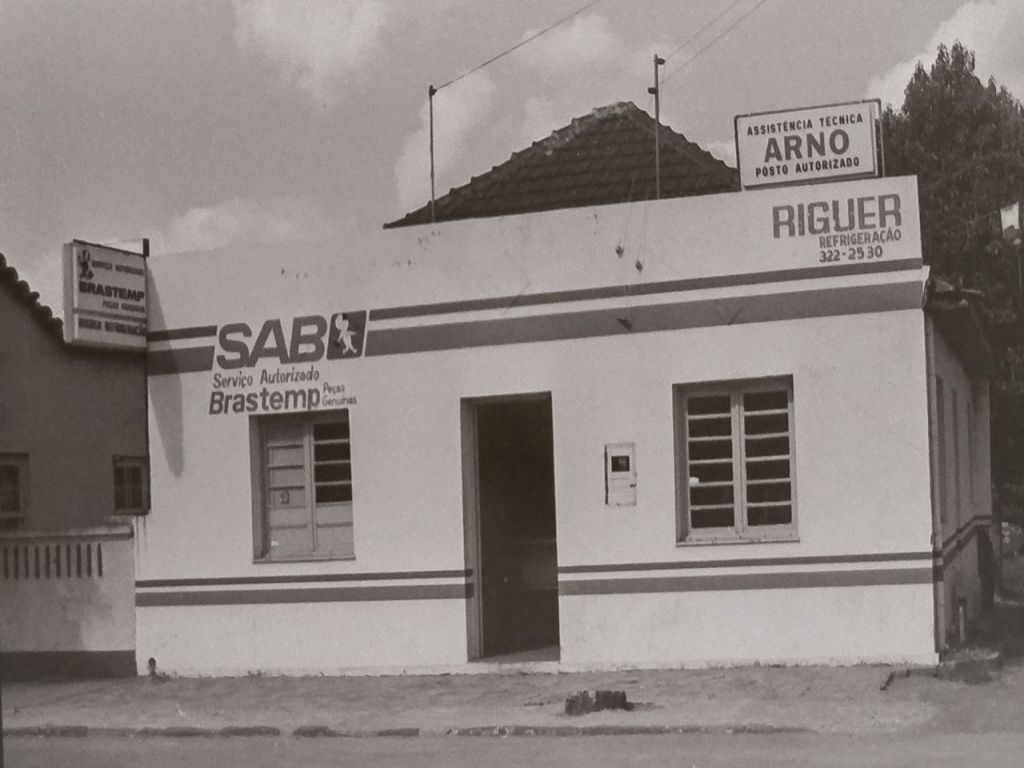 ASSISTÊNCIA TÉCNICA
ARNO
POSTO AUTORIZADO
RIGUER
REFRIGERAÇÃO
322-2530
BRASTEMP
SAB
Serviço Autorizado
Brastemp
Peças
Genuínas